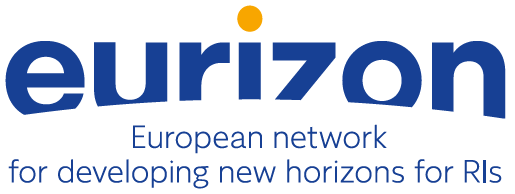 eurizon
European network
for developing new horizons for RIs